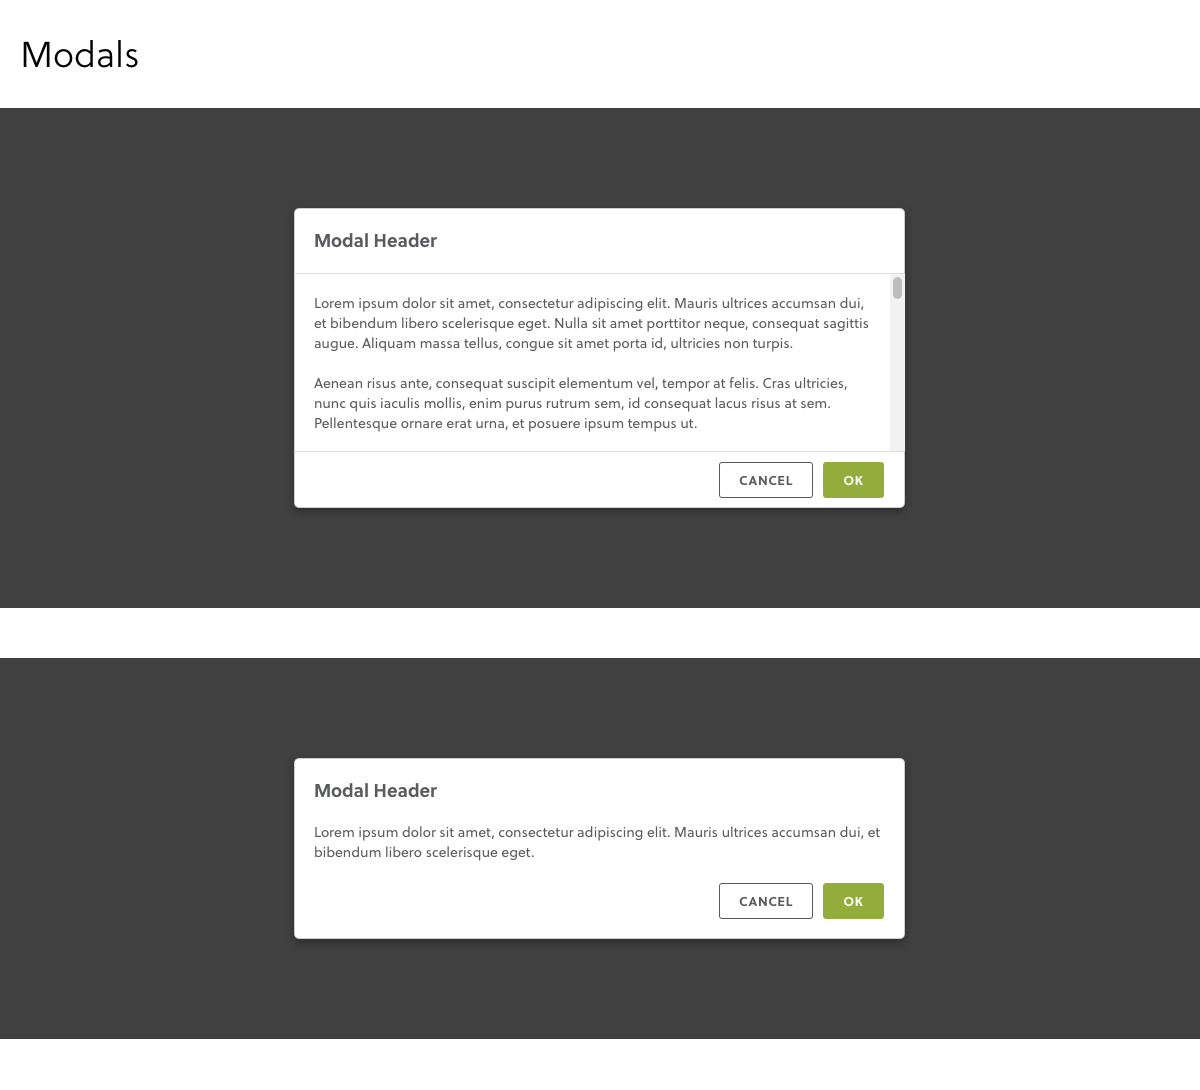 Modals
Modal Header
Lorem ipsum dolor sit amet, consectetur adipiscing elit. Mauris ultrices accumsan dui,
et bibendum libero scelerisque eget. Nulla sit amet porttitor neque, consequat sagittis
augue. Aliquam massa tellus, congue sit amet porta id, ultricies non turpis.
Aenean risus ante, consequat suscipit elementum vel, tempor at felis. Cras ultricies,
nunc quis iaculis mollis, enim purus rutrum sem, id consequat lacus risus at sem.
Pellentesque ornare erat urna, et posuere ipsum tempus ut.
CANCEL OK
Modal Header
Lorem ipsum dolor sit amet, consectetur adipiscing elit. Mauris ultrices accumsan dui, et
bibendum libero scelerisque eget.
CANCEL OK